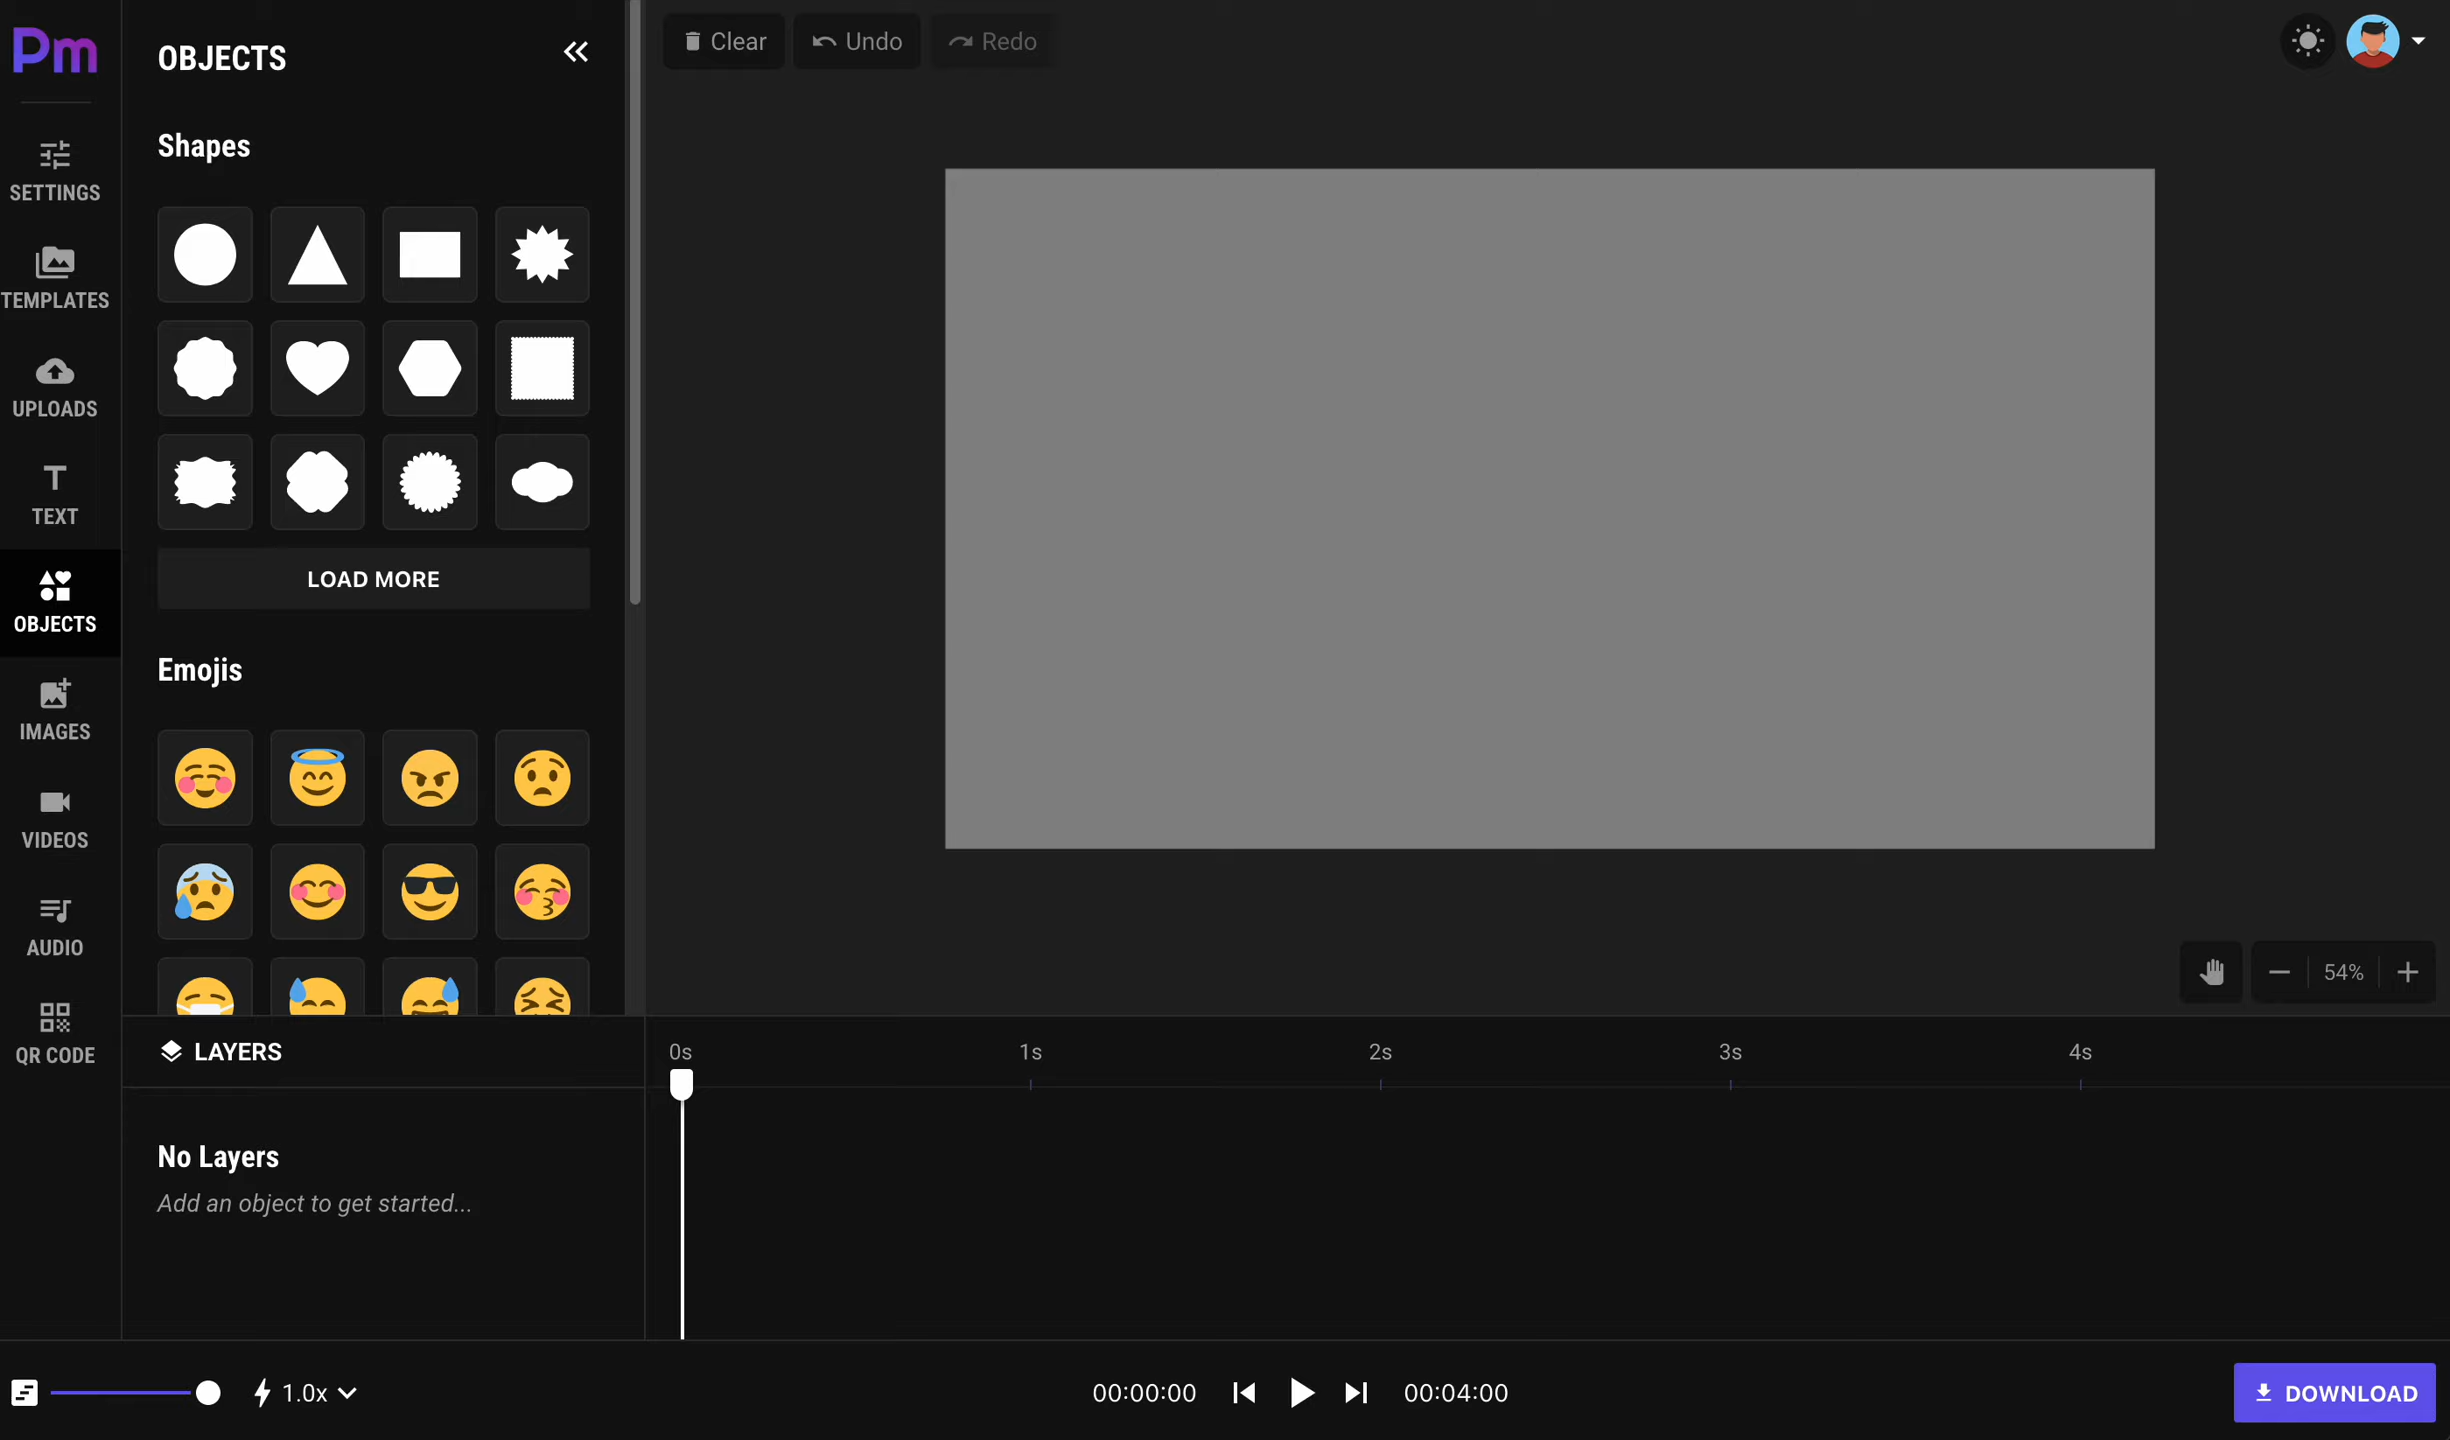 Pm
OBJECTS
Clear
Undo
Redo
SETTINGS
TEMPLATES
UPLOADS
TEXT
OBJECTS
IMAGES
VIDEOS
AUDIO
QR CODE
Shapes
LOAD MORE
Emojis
54%
LAYERS
0s
1s
2s
3s
4s
No Layers
Add an object to get started...
1.0x
00:00:00
00:04:00
DOWNLOAD